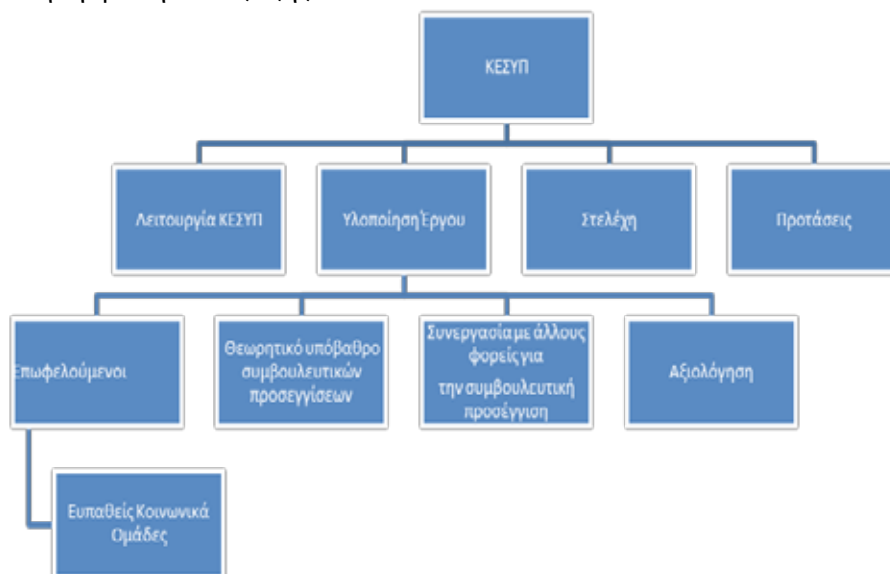 ΚΕΣΥΠ
Λειτουργία ΚΕΣΥΠ
Υλοποίηση Έργου
Στελέχη
Προτάσεις
Επωφελούμενοι
Θεωρητικό υπόβαθρο
συμβουλευτικών
προσεγγίσεων
Συνεργασία με άλλους
φορείς για
την συμβουλευτική
προσέγγιση
Αξιολόγηση
Ευπαθείς Κοινωνικά
Ομάδες